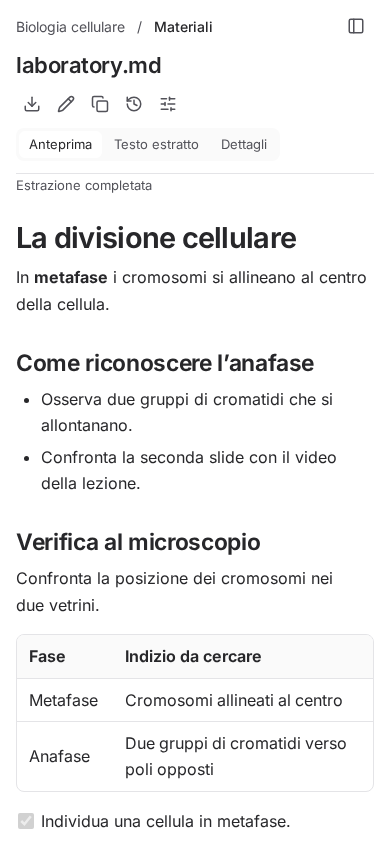 Biologia cellulare / Materiali
laboratory.md
Anteprima Testo estratto Dettagli
Estrazione completata
La divisione cellulare
In metafase i cromosomi si allineano al centro
della cellula.
Come riconoscere l’anafase
Osserva due gruppi di cromatidi che si
allontanano.
Confronta la seconda slide con il video
della lezione.
Verifica al microscopio
Confronta la posizione dei cromosomi nei
due vetrini.
Fase Indizio da cercare
Metafase Cromosomi allineati al centro
Anafase Due gruppi di cromatidi verso
poli opposti
Individua una cellula in metafase.